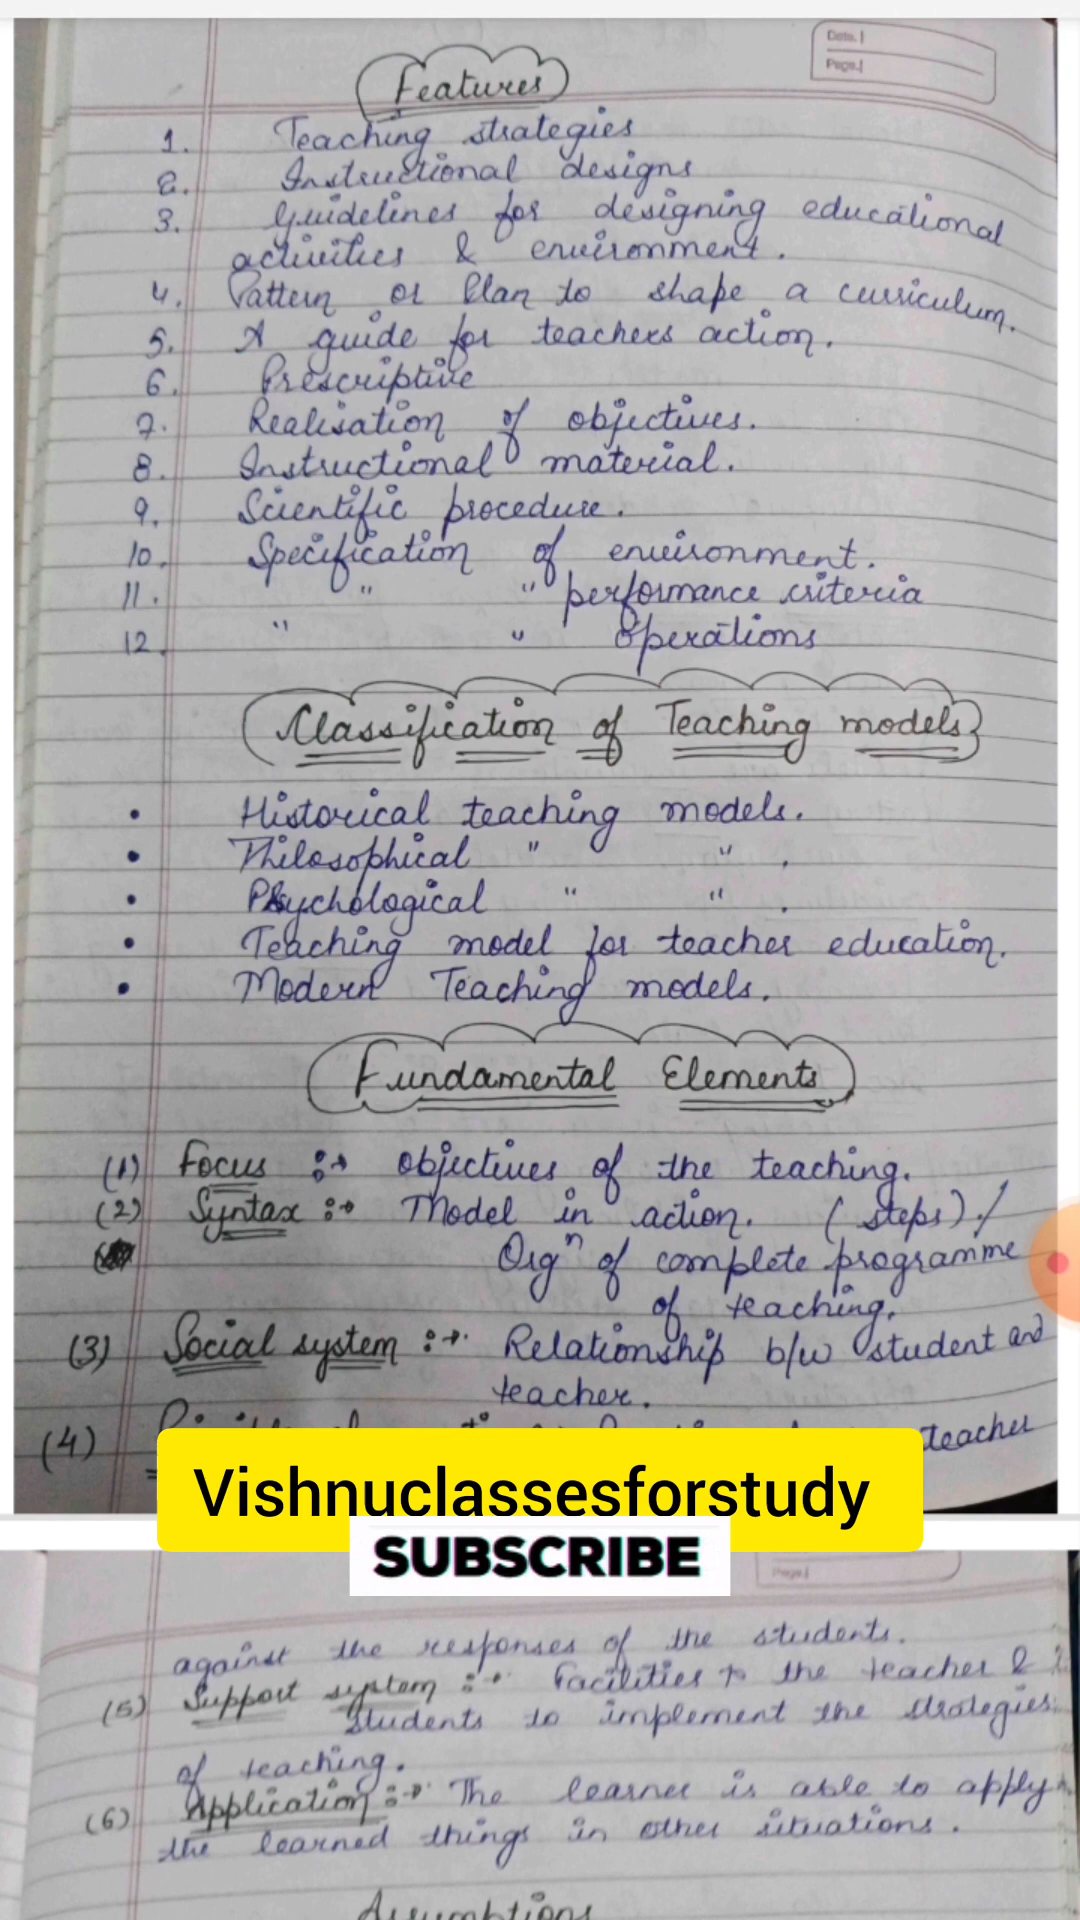 Date.
Page.
Features
1. Teaching strategies
2. Instructional designs
3. Guidelines for designing educational
activities & environment.
4. Pattern or Plan to shape a curriculum.
5. A guide for teachers action.
6. Prescriptive
7. Realisation of objectives.
8. Instructional material.
9. Scientific procedure.
10. Specification of environment.
11. " " performance criteria
12. " " operations
Classification of Teaching models
• Historical teaching models.
• Philosophical " " .
• Psychological " " .
• Teaching model for teacher education.
• Modern Teaching models.
Fundamental Elements
(1) Focus :→ objectives of the teaching.
(2) Syntax :→ Model in action. (steps)./
Orgⁿ of complete programme
of teaching.
(3) Social system :→ Relationship b/w student and
teacher.
(4) teacher
Vishnuclassesforstudy
SUBSCRIBE
Page.
against the responses of the students.
(5) Support system :→ Facilities to the teacher &
students to implement the strategies
of teaching.
(6) Application :→ The learner is able to apply
the learned things in other situations.
Assumptions